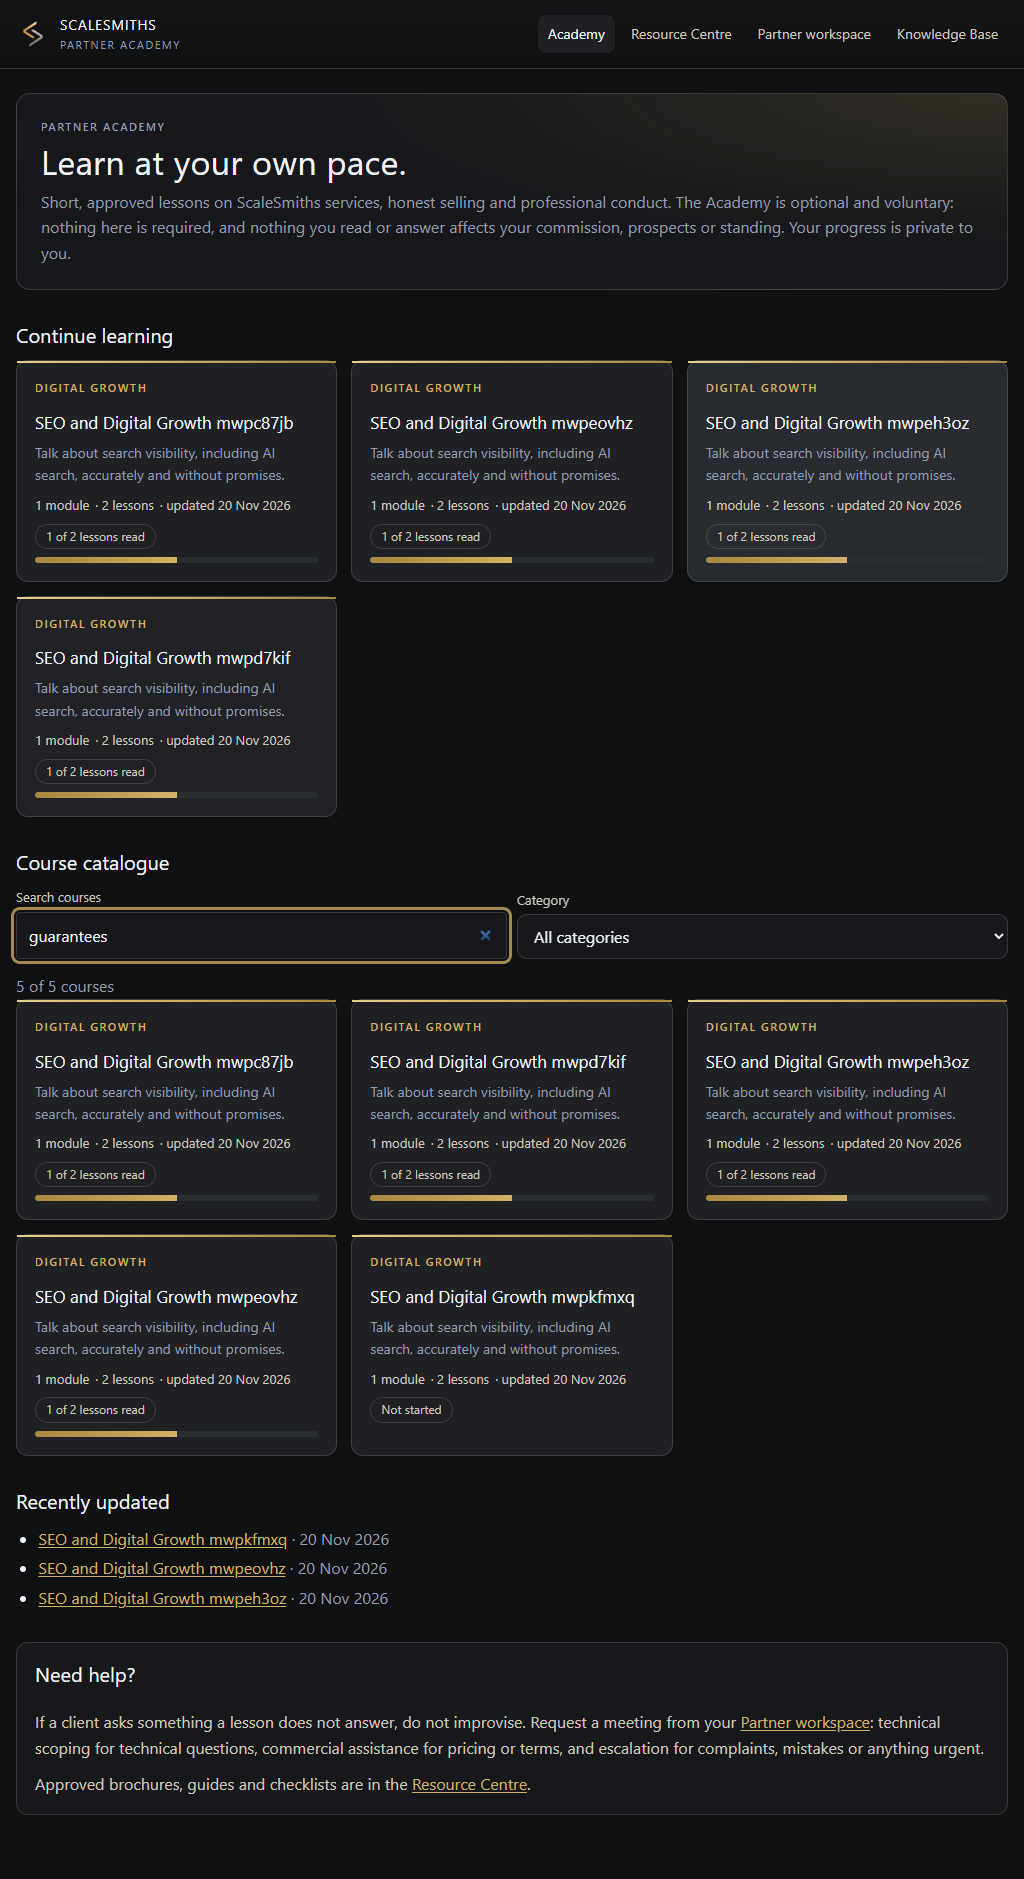 SCALESMITHS
PARTNER ACADEMY
Academy
Resource Centre
Partner workspace
Knowledge Base
PARTNER ACADEMY
Learn at your own pace.
Short, approved lessons on ScaleSmiths services, honest selling and professional conduct. The Academy is optional and voluntary:
nothing here is required, and nothing you read or answer affects your commission, prospects or standing. Your progress is private to
you.
Continue learning
DIGITAL GROWTH
SEO and Digital Growth mwpc87jb
Talk about search visibility, including AI
search, accurately and without promises.
1 module · 2 lessons · updated 20 Nov 2026
1 of 2 lessons read
DIGITAL GROWTH
SEO and Digital Growth mwpeovhz
Talk about search visibility, including AI
search, accurately and without promises.
1 module · 2 lessons · updated 20 Nov 2026
1 of 2 lessons read
DIGITAL GROWTH
SEO and Digital Growth mwpeh3oz
Talk about search visibility, including AI
search, accurately and without promises.
1 module · 2 lessons · updated 20 Nov 2026
1 of 2 lessons read
DIGITAL GROWTH
SEO and Digital Growth mwpd7kif
Talk about search visibility, including AI
search, accurately and without promises.
1 module · 2 lessons · updated 20 Nov 2026
1 of 2 lessons read
Course catalogue
Search courses
guarantees
Category
All categories
5 of 5 courses
DIGITAL GROWTH
SEO and Digital Growth mwpc87jb
Talk about search visibility, including AI
search, accurately and without promises.
1 module · 2 lessons · updated 20 Nov 2026
1 of 2 lessons read
DIGITAL GROWTH
SEO and Digital Growth mwpd7kif
Talk about search visibility, including AI
search, accurately and without promises.
1 module · 2 lessons · updated 20 Nov 2026
1 of 2 lessons read
DIGITAL GROWTH
SEO and Digital Growth mwpeh3oz
Talk about search visibility, including AI
search, accurately and without promises.
1 module · 2 lessons · updated 20 Nov 2026
1 of 2 lessons read
DIGITAL GROWTH
SEO and Digital Growth mwpeovhz
Talk about search visibility, including AI
search, accurately and without promises.
1 module · 2 lessons · updated 20 Nov 2026
1 of 2 lessons read
DIGITAL GROWTH
SEO and Digital Growth mwpkfmxq
Talk about search visibility, including AI
search, accurately and without promises.
1 module · 2 lessons · updated 20 Nov 2026
Not started
Recently updated
• SEO and Digital Growth mwpkfmxq · 20 Nov 2026
• SEO and Digital Growth mwpeovhz · 20 Nov 2026
• SEO and Digital Growth mwpeh3oz · 20 Nov 2026
Need help?
If a client asks something a lesson does not answer, do not improvise. Request a meeting from your Partner workspace: technical
scoping for technical questions, commercial assistance for pricing or terms, and escalation for complaints, mistakes or anything urgent.
Approved brochures, guides and checklists are in the Resource Centre.